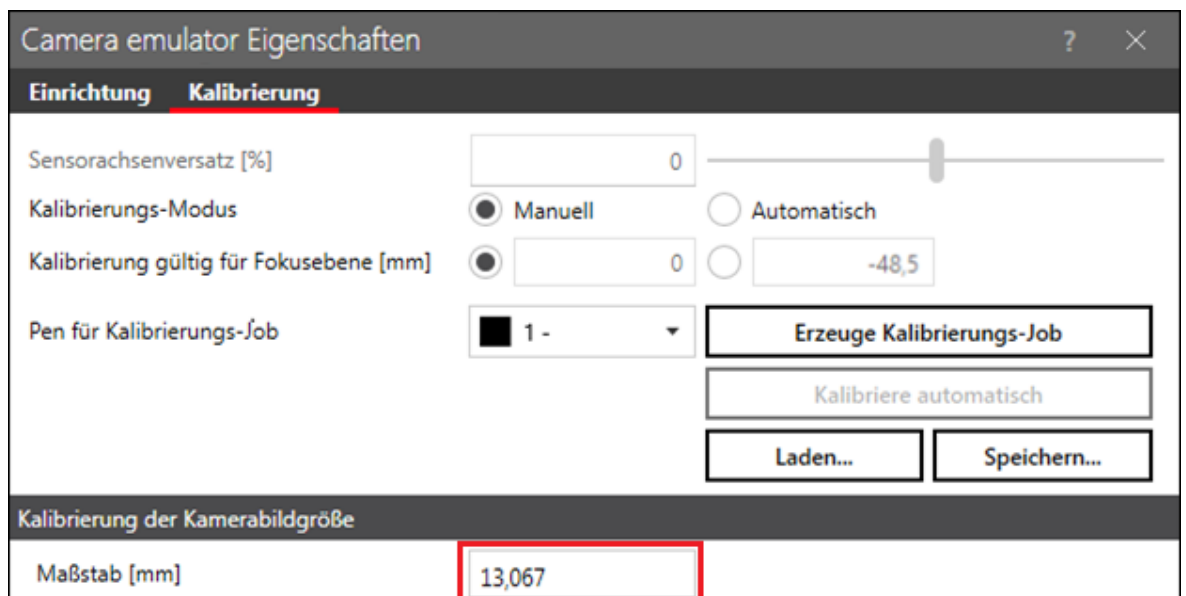 Camera emulator Eigenschaften ?
Einrichtung Kalibrierung
Sensorachsenversatz [%] 0
Kalibrierungs-Modus Manuell Automatisch
Kalibrierung gültig für Fokusebene [mm] 0 -48,5
Pen für Kalibrierungs-Job 1 - Erzeuge Kalibrierungs-Job
Kalibriere automatisch
Laden... Speichern...
Kalibrierung der Kamerabildgröße
Maßstab [mm] 13,067